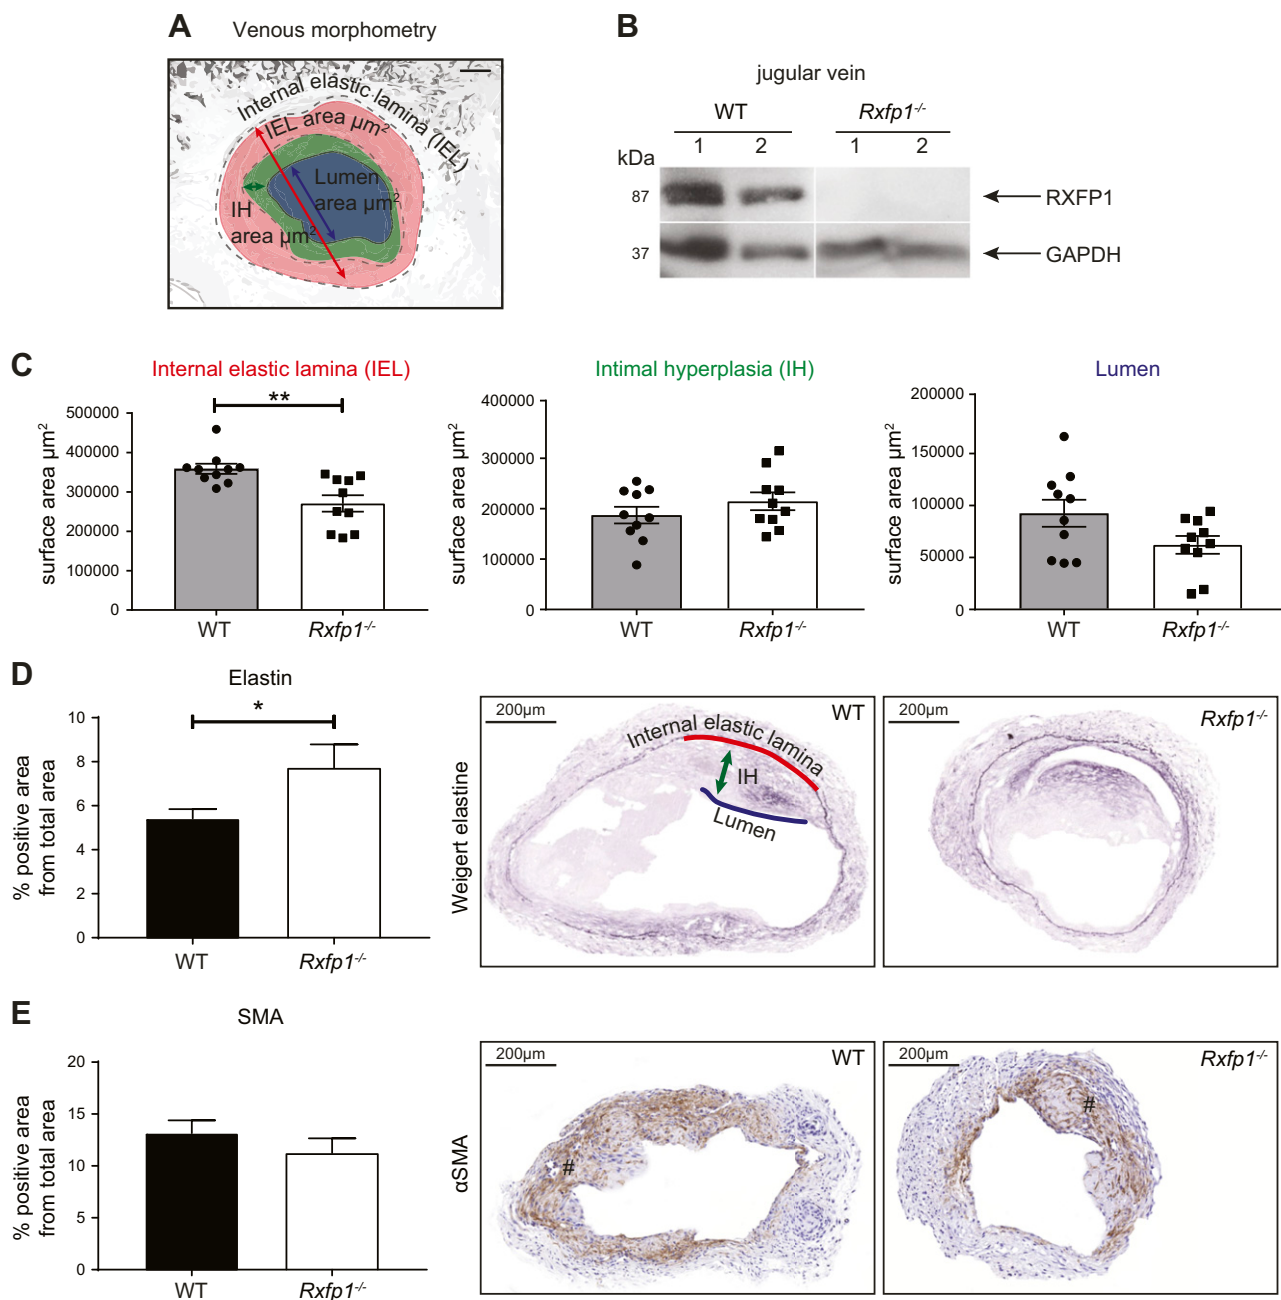 A
Venous morphometry
Internal elastic lamina (IEL)
IEL area µm²
Lumen
area µm²
IH
area µm²
B
jugular vein
WT
Rxfp1-/-
kDa
1
2
1
2
87
RXFP1
37
GAPDH
C
Internal elastic lamina (IEL)
**
surface area µm²
500000
400000
300000
200000
100000
0
WT
Rxfp1-/-
Intimal hyperplasia (IH)
surface area µm²
400000
300000
200000
100000
0
WT
Rxfp1-/-
Lumen
surface area µm²
200000
150000
100000
50000
0
WT
Rxfp1-/-
D
Elastin
*
% positive area
from total area
10
8
6
4
2
0
WT
Rxfp1-/-
Weigert elastine
200µm
WT
Internal elastic lamina
IH
Lumen
200µm
Rxfp1-/-
E
SMA
% positive area
from total area
20
15
10
5
0
WT
Rxfp1-/-
αSMA
200µm
WT
#
200µm
Rxfp1-/-
#